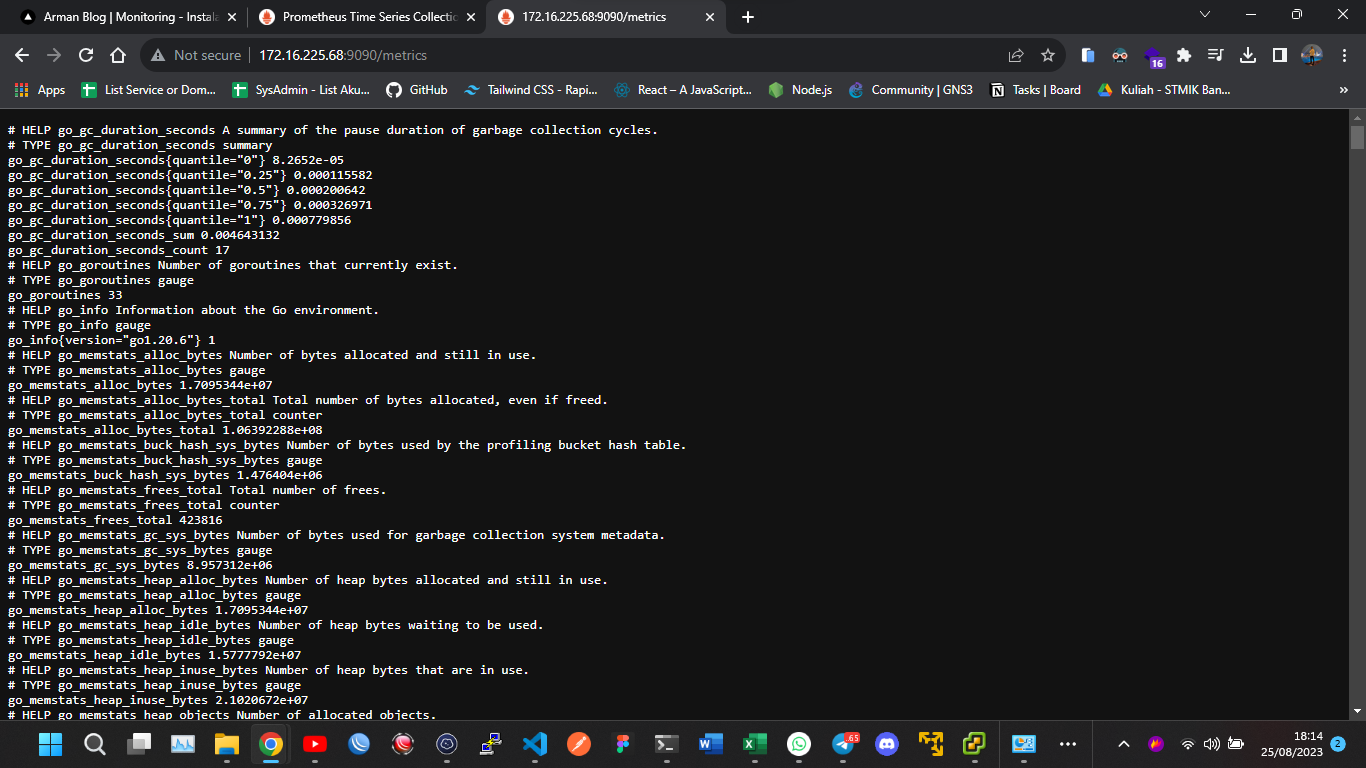 Arman Blog | Monitoring - Instala
Prometheus Time Series Collectic
172.16.225.68:9090/metrics
Not secure
172.16.225.68:9090/metrics
16
Apps
List Service or Dom...
SysAdmin - List Aku...
GitHub
Tailwind CSS - Rapi...
React – A JavaScript...
Node.js
Community | GNS3
Tasks | Board
Kuliah - STMIK Ban...
»
# HELP go_gc_duration_seconds A summary of the pause duration of garbage collection cycles.
# TYPE go_gc_duration_seconds summary
go_gc_duration_seconds{quantile="0"} 8.2652e-05
go_gc_duration_seconds{quantile="0.25"} 0.000115582
go_gc_duration_seconds{quantile="0.5"} 0.000200642
go_gc_duration_seconds{quantile="0.75"} 0.000326971
go_gc_duration_seconds{quantile="1"} 0.000779856
go_gc_duration_seconds_sum 0.004643132
go_gc_duration_seconds_count 17
# HELP go_goroutines Number of goroutines that currently exist.
# TYPE go_goroutines gauge
go_goroutines 33
# HELP go_info Information about the Go environment.
# TYPE go_info gauge
go_info{version="go1.20.6"} 1
# HELP go_memstats_alloc_bytes Number of bytes allocated and still in use.
# TYPE go_memstats_alloc_bytes gauge
go_memstats_alloc_bytes 1.7095344e+07
# HELP go_memstats_alloc_bytes_total Total number of bytes allocated, even if freed.
# TYPE go_memstats_alloc_bytes_total counter
go_memstats_alloc_bytes_total 1.06392288e+08
# HELP go_memstats_buck_hash_sys_bytes Number of bytes used by the profiling bucket hash table.
# TYPE go_memstats_buck_hash_sys_bytes gauge
go_memstats_buck_hash_sys_bytes 1.476404e+06
# HELP go_memstats_frees_total Total number of frees.
# TYPE go_memstats_frees_total counter
go_memstats_frees_total 423816
# HELP go_memstats_gc_sys_bytes Number of bytes used for garbage collection system metadata.
# TYPE go_memstats_gc_sys_bytes gauge
go_memstats_gc_sys_bytes 8.957312e+06
# HELP go_memstats_heap_alloc_bytes Number of heap bytes allocated and still in use.
# TYPE go_memstats_heap_alloc_bytes gauge
go_memstats_heap_alloc_bytes 1.7095344e+07
# HELP go_memstats_heap_idle_bytes Number of heap bytes waiting to be used.
# TYPE go_memstats_heap_idle_bytes gauge
go_memstats_heap_idle_bytes 1.5777792e+07
# HELP go_memstats_heap_inuse_bytes Number of heap bytes that are in use.
# TYPE go_memstats_heap_inuse_bytes gauge
go_memstats_heap_inuse_bytes 2.1020672e+07
# HELP go_memstats_heap_objects Number of allocated objects.
65
18:14
25/08/2023
2